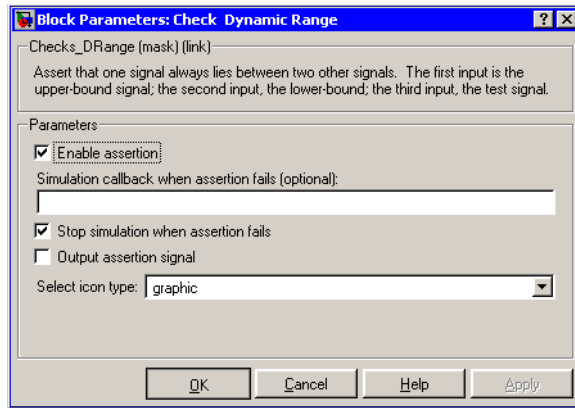 Block Parameters: Check Dynamic Range
Checks_DRange (mask) (link)
Assert that one signal always lies between two other signals. The first input is the
upper-bound signal; the second input, the lower-bound; the third input, the test signal.
Parameters
Enable assertion
Simulation callback when assertion fails (optional):
Stop simulation when assertion fails
Output assertion signal
Select icon type: graphic
OK Cancel Help Apply